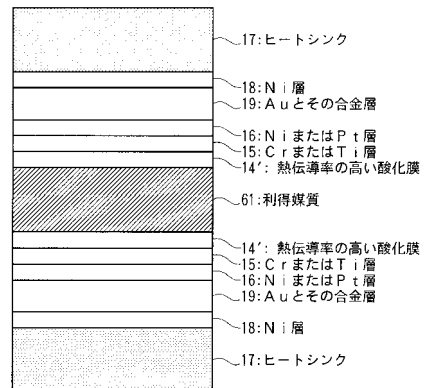 17:ヒートシンク
18:Ni層
19:Auとその合金層
16:NiまたはPt層
15:CrまたはTi層
14′:熱伝導率の高い酸化膜
61:利得媒質
14′:熱伝導率の高い酸化膜
15:CrまたはTi層
16:NiまたはPt層
19:Auとその合金層
18:Ni層
17:ヒートシンク